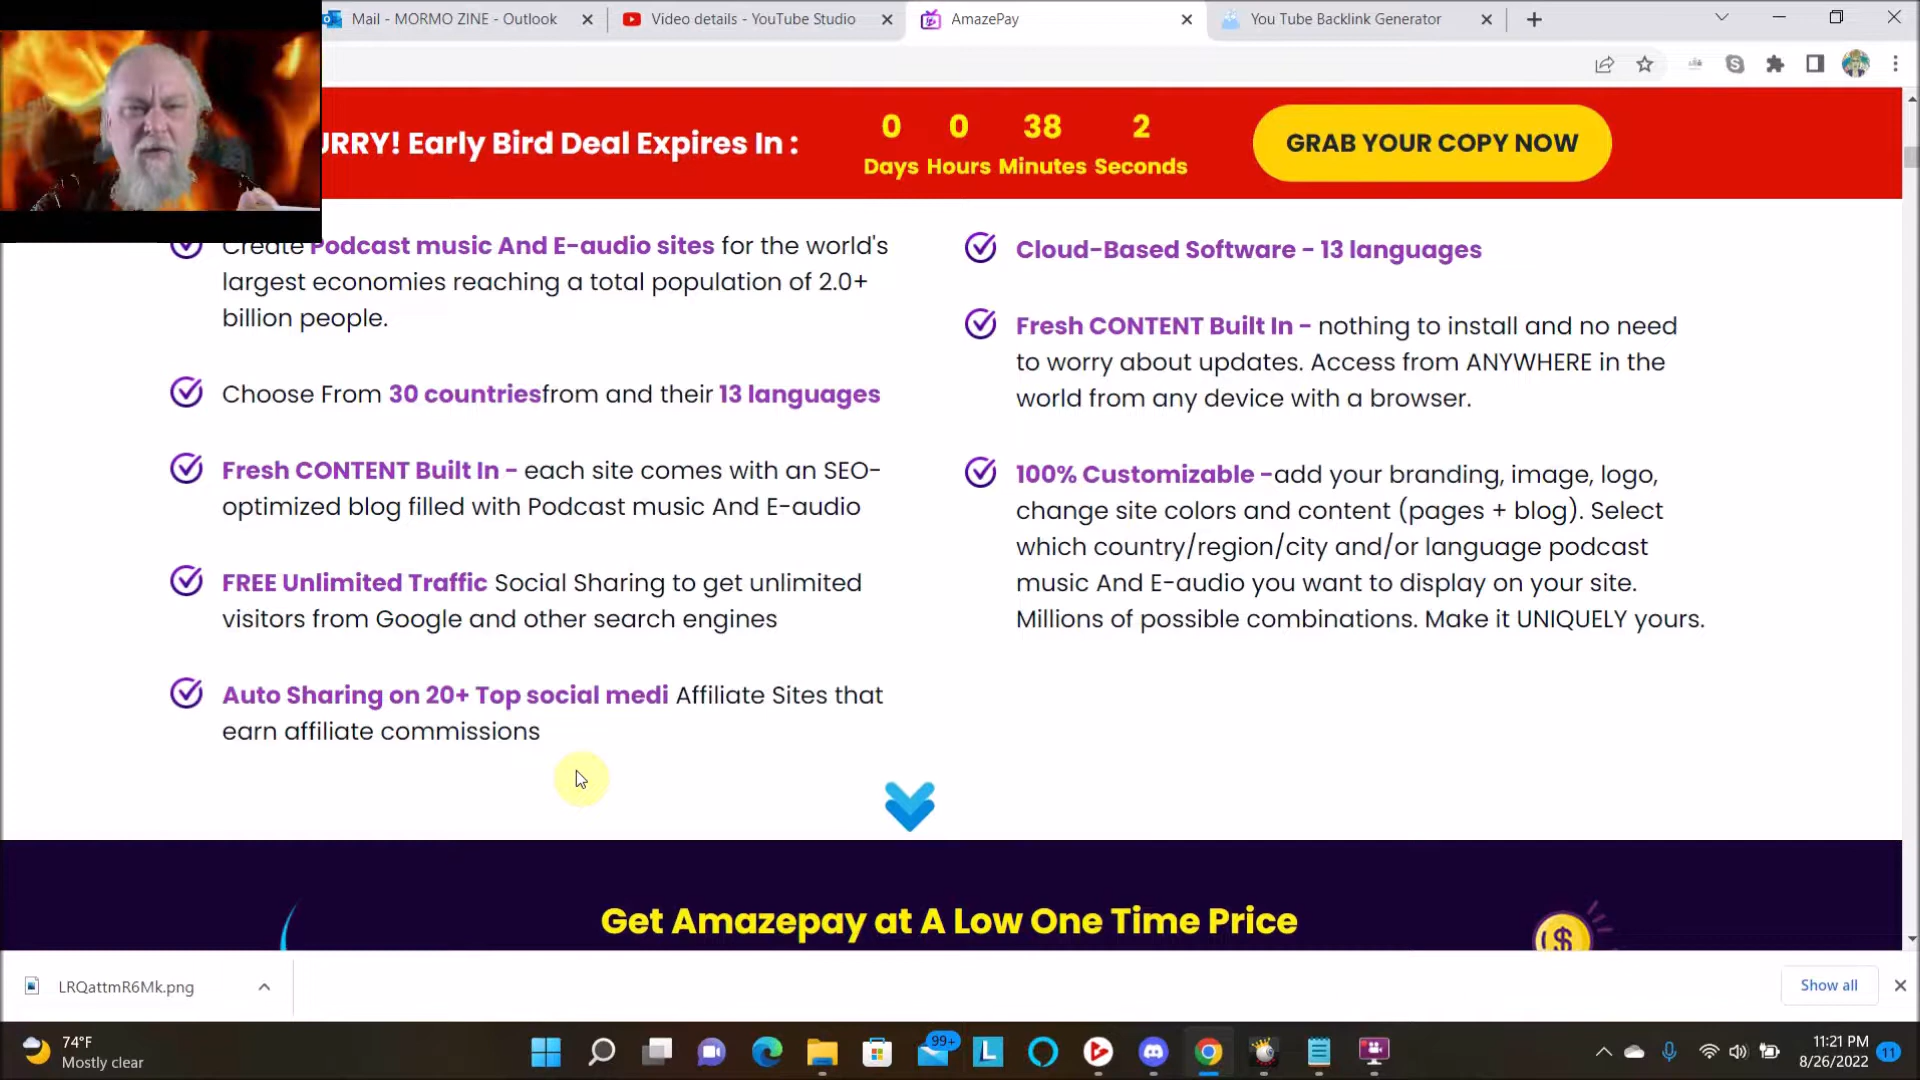 Mail - MORMO ZINE - Outlook
Video details - YouTube Studio
AmazePay
You Tube Backlink Generator
URRY! Early Bird Deal Expires In :
0 0 38 2
Days Hours Minutes Seconds
GRAB YOUR COPY NOW
Create Podcast music And E-audio sites for the world's
largest economies reaching a total population of 2.0+
billion people.
Choose From 30 countriesfrom and their 13 languages
Fresh CONTENT Built In - each site comes with an SEO-
optimized blog filled with Podcast music And E-audio
FREE Unlimited Traffic Social Sharing to get unlimited
visitors from Google and other search engines
Auto Sharing on 20+ Top social medi Affiliate Sites that
earn affiliate commissions
Cloud-Based Software - 13 languages
Fresh CONTENT Built In - nothing to install and no need
to worry about updates. Access from ANYWHERE in the
world from any device with a browser.
100% Customizable -add your branding, image, logo,
change site colors and content (pages + blog). Select
which country/region/city and/or language podcast
music And E-audio you want to display on your site.
Millions of possible combinations. Make it UNIQUELY yours.
Get Amazepay at A Low One Time Price
$
LRQattmR6Mk.png
Show all
74°F
Mostly clear
99+
L
11:21 PM
8/26/2022
11